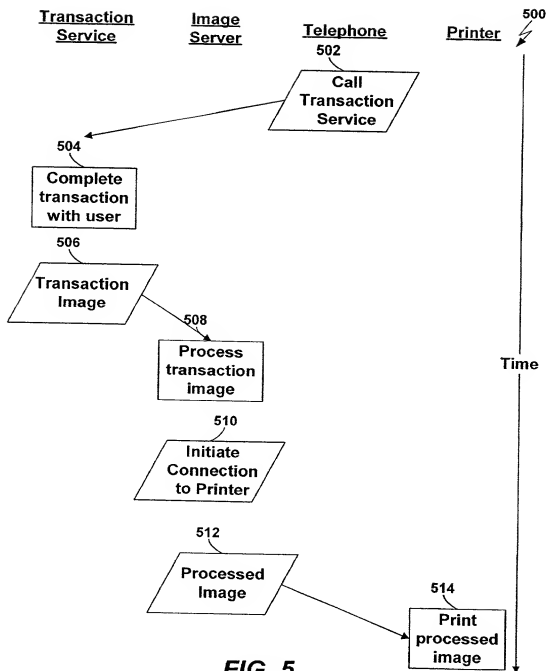 Transaction Service
Image Server
Telephone
Printer
500
502
Call
Transaction
Service
504
Complete
transaction
with user
506
Transaction
Image
508
Process
transaction
image
Time
510
Initiate
Connection
to Printer
512
Processed
Image
514
Print
processed
image
FIG. 5